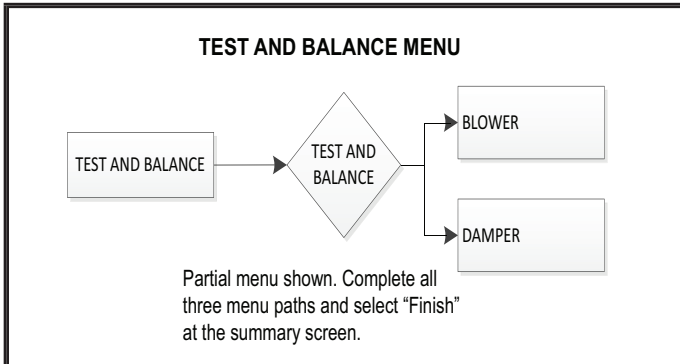 TEST AND BALANCE MENU
TEST AND BALANCE
TEST AND
BALANCE
BLOWER
DAMPER
Partial menu shown. Complete all
three menu paths and select “Finish”
at the summary screen.